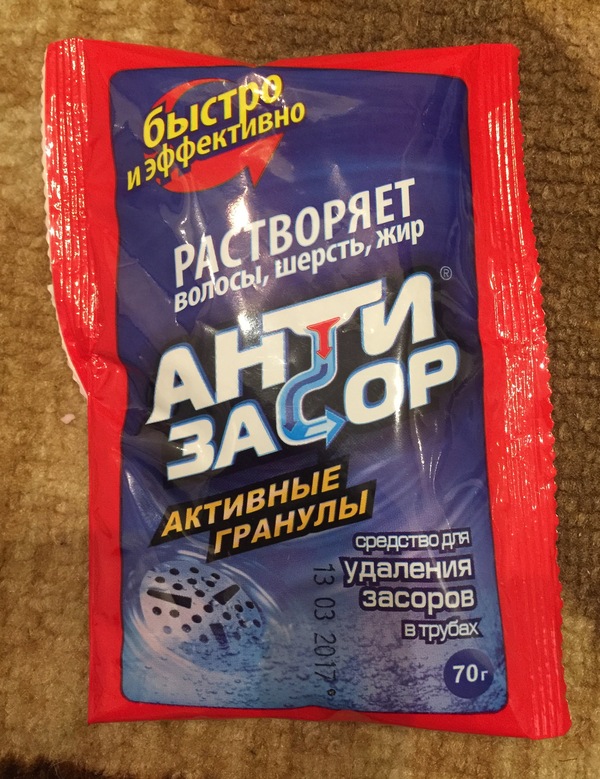 быстро
и эффективно
РАСТВОРЯЕТ
волосы, шерсть, жир
АНТИ®
ЗАСОР
АКТИВНЫЕ
ГРАНУЛЫ
средство для
удаления
засоров
в трубах
13 03 2017
70г